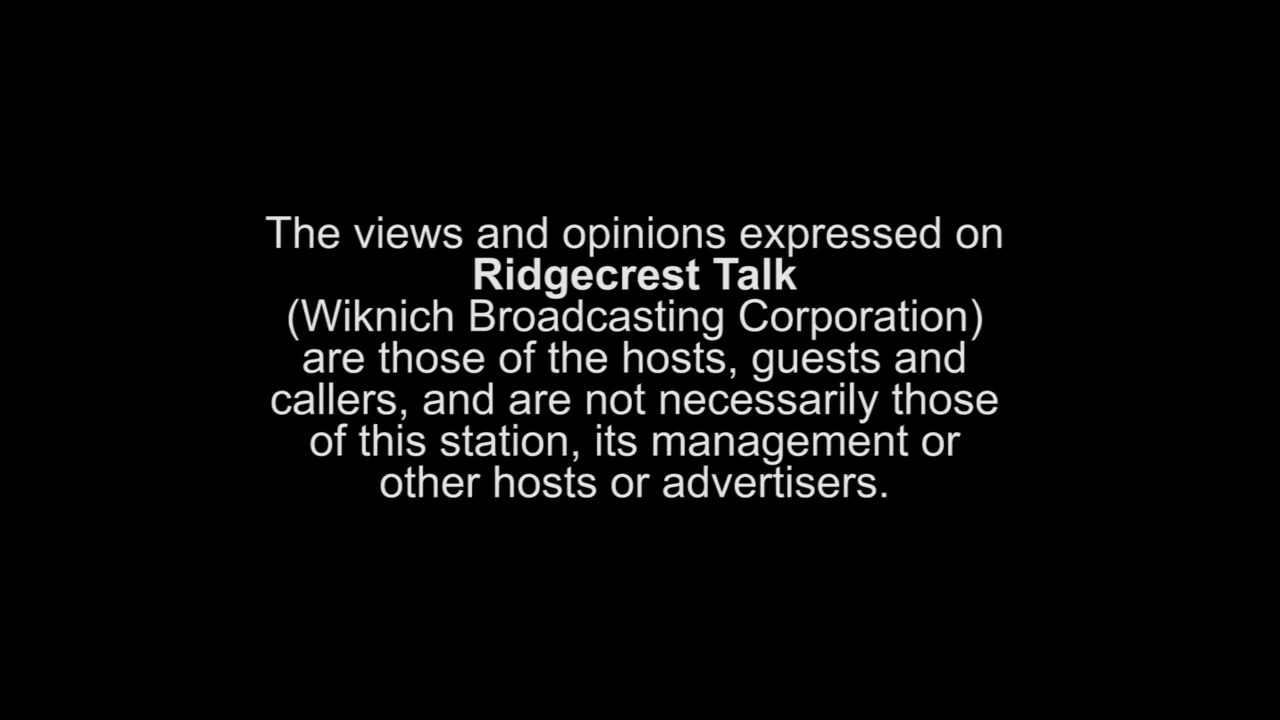 The views and opinions expressed on
Ridgecrest Talk
(Wiknich Broadcasting Corporation)
are those of the hosts, guests and
callers, and are not necessarily those
of this station, its management or
other hosts or advertisers.